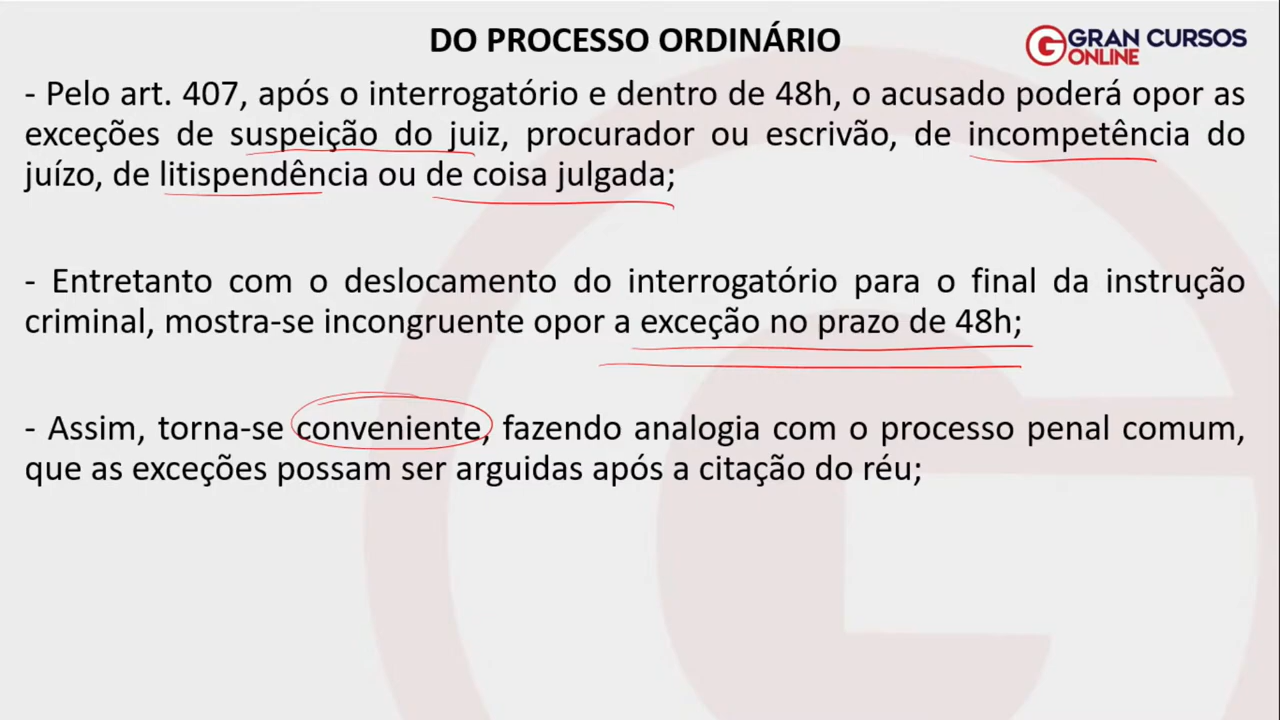 DO PROCESSO ORDINÁRIO
GRAN CURSOS
ONLINE
- Pelo art. 407, após o interrogatório e dentro de 48h, o acusado poderá opor as
exceções de suspeição do juiz, procurador ou escrivão, de incompetência do
juízo, de litispendência ou de coisa julgada;
- Entretanto com o deslocamento do interrogatório para o final da instrução
criminal, mostra-se incongruente opor a exceção no prazo de 48h;
- Assim, torna-se conveniente, fazendo analogia com o processo penal comum,
que as exceções possam ser arguidas após a citação do réu;